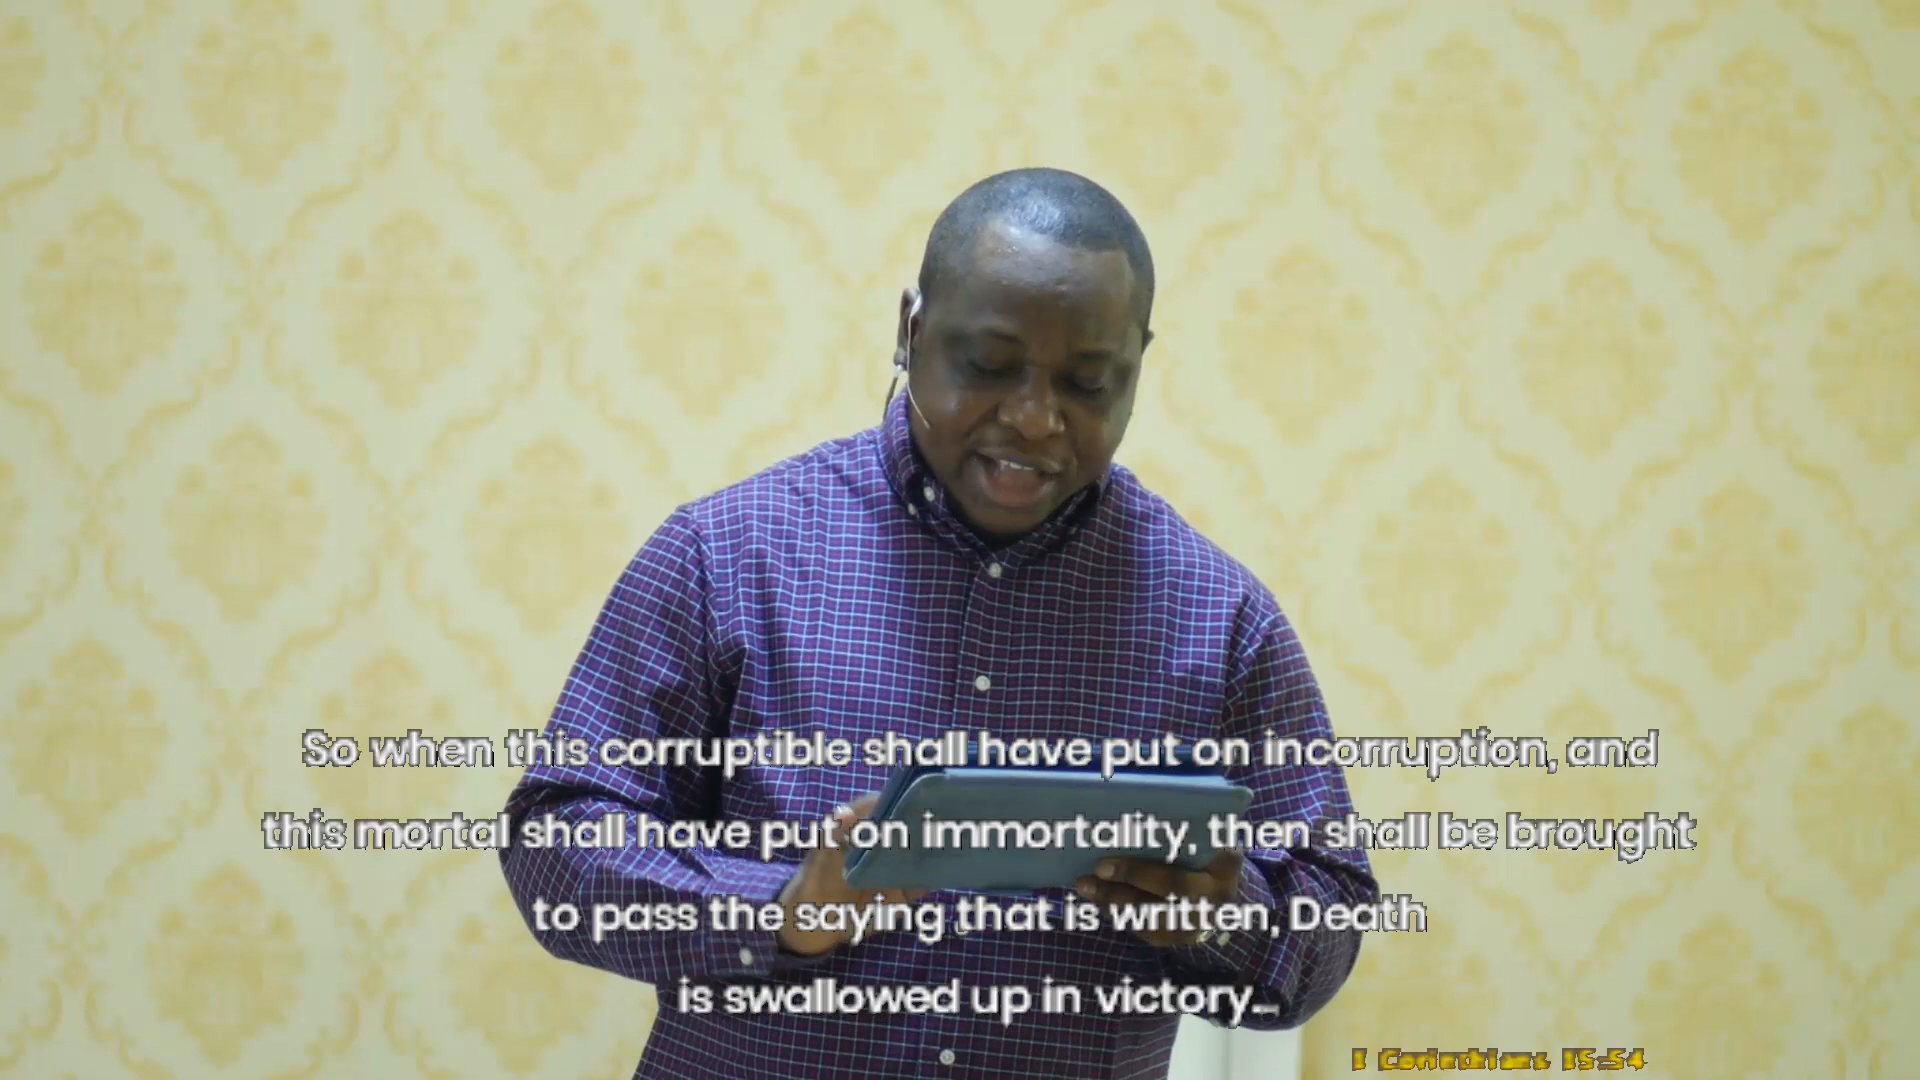 So when this corruptible shall have put on incorruption, and
this mortal shall have put on immortality, then shall be brought
to pass the saying that is written, Death
is swallowed up in victory...
1 Corinthians 15:54